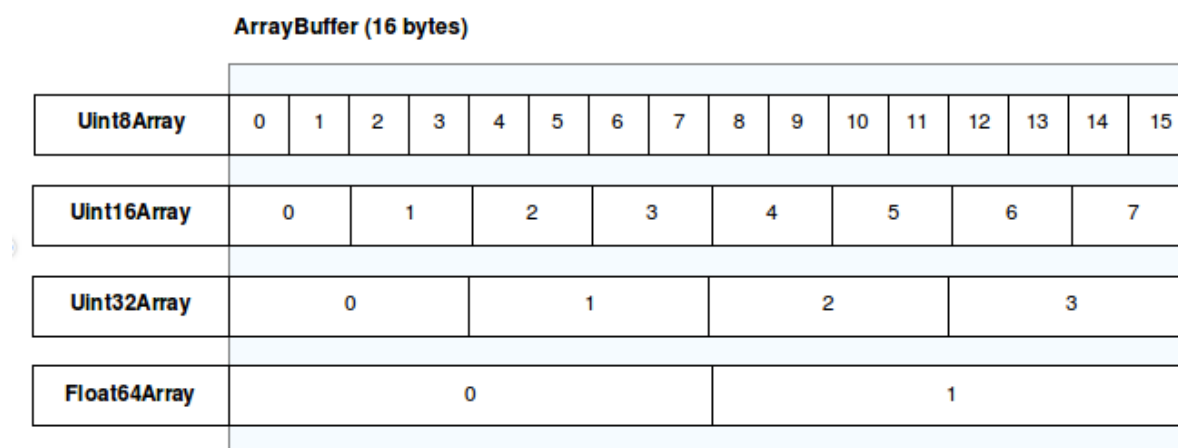 ArrayBuffer (16 bytes)
Uint8Array 0 1 2 3 4 5 6 7 8 9 10 11 12 13 14 15
Uint16Array 0 1 2 3 4 5 6 7
Uint32Array 0 1 2 3
Float64Array 0 1